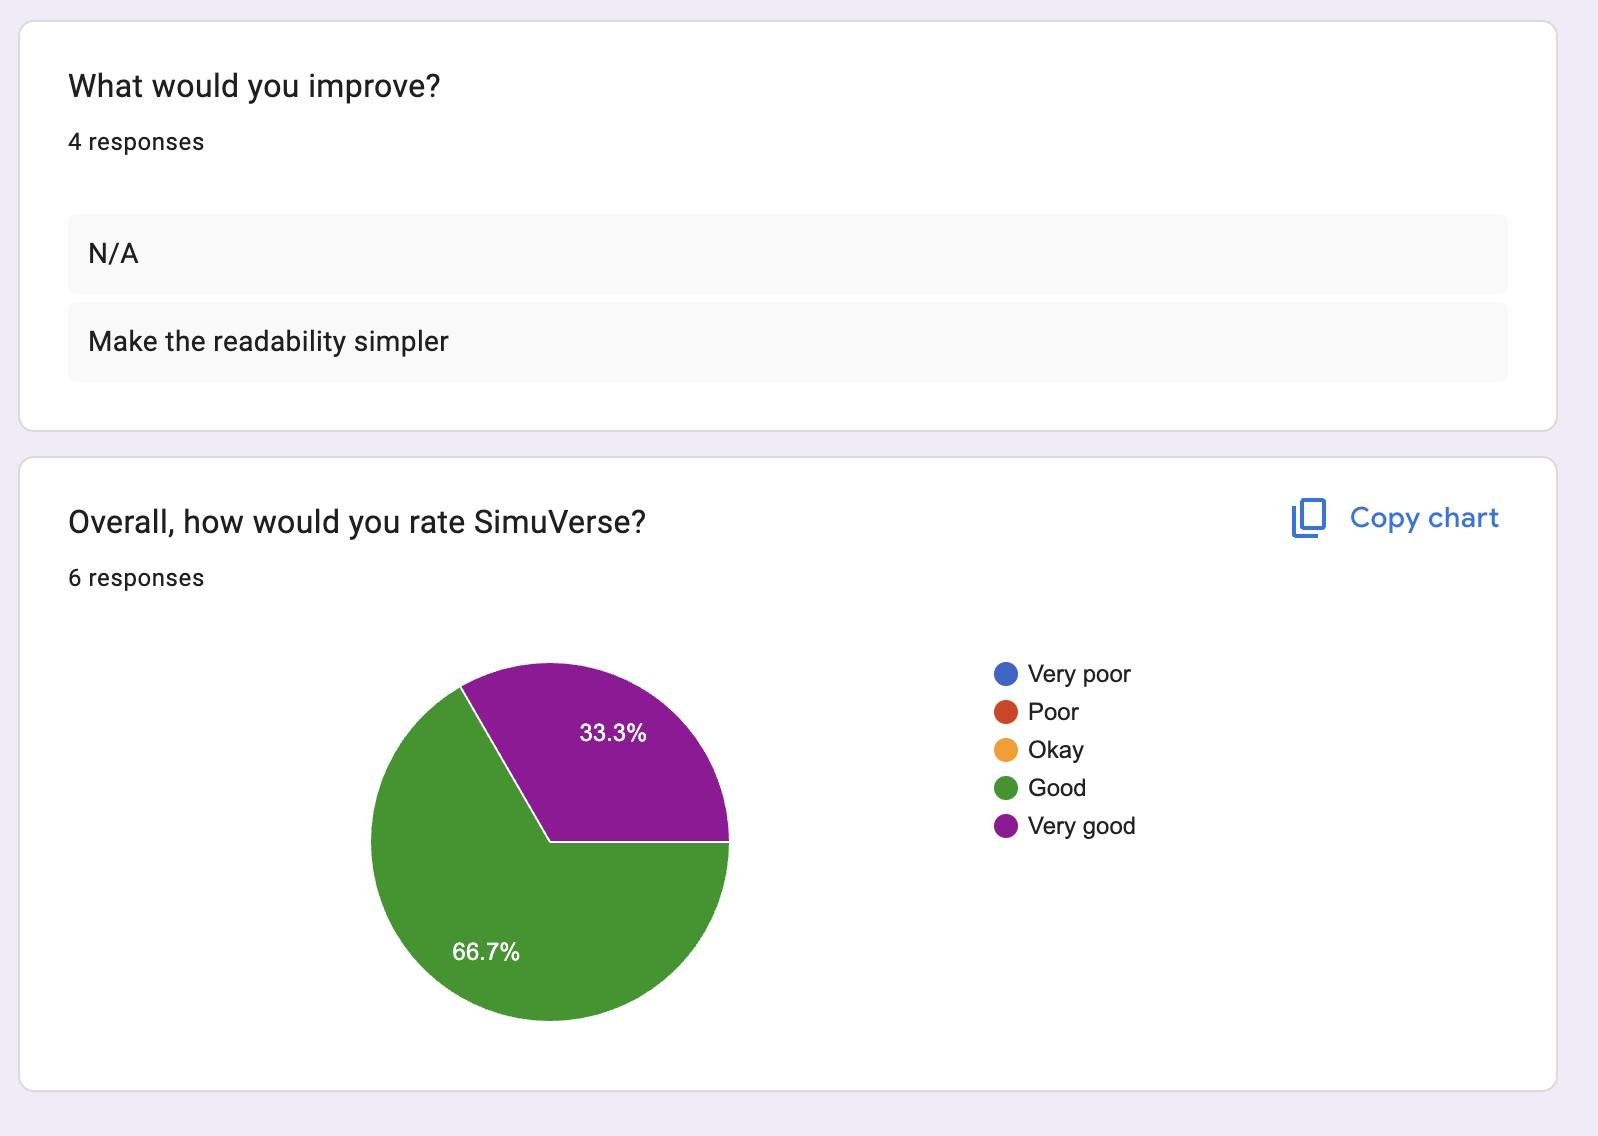 What would you improve?
4 responses
N/A
Make the readability simpler
Overall, how would you rate SimuVerse?
Copy chart
6 responses
33.3%
66.7%
Very poor
Poor
Okay
Good
Very good